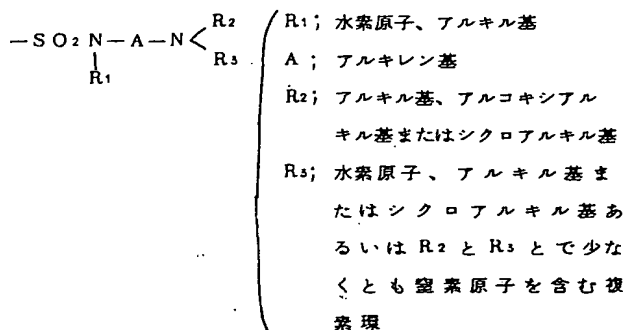 —SO2N—A—N< R2 R3
R1
R1; 水素原子、アルキル基
A ; アルキレン基
R2; アルキル基、アルコキシアル
キル基またはシクロアルキル基
R3; 水素原子、アルキル基ま
たはシクロアルキル基あ
るいはR2とR3とで少な
くとも窒素原子を含む複
素環